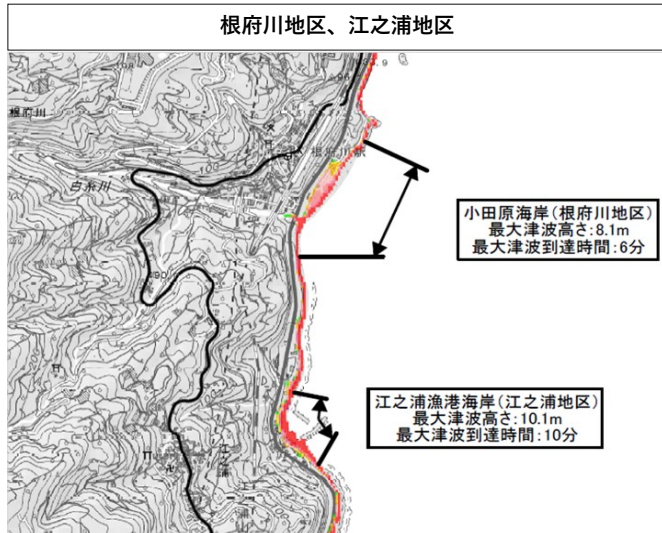 根府川地区、江之浦地区
根府川
根府川駅
白糸川
小田原海岸(根府川地区)
最大津波高さ:8.1m
最大津波到達時間:6分
江之浦漁港海岸(江之浦地区)
最大津波高さ:10.1m
最大津波到達時間:10分
江之浦